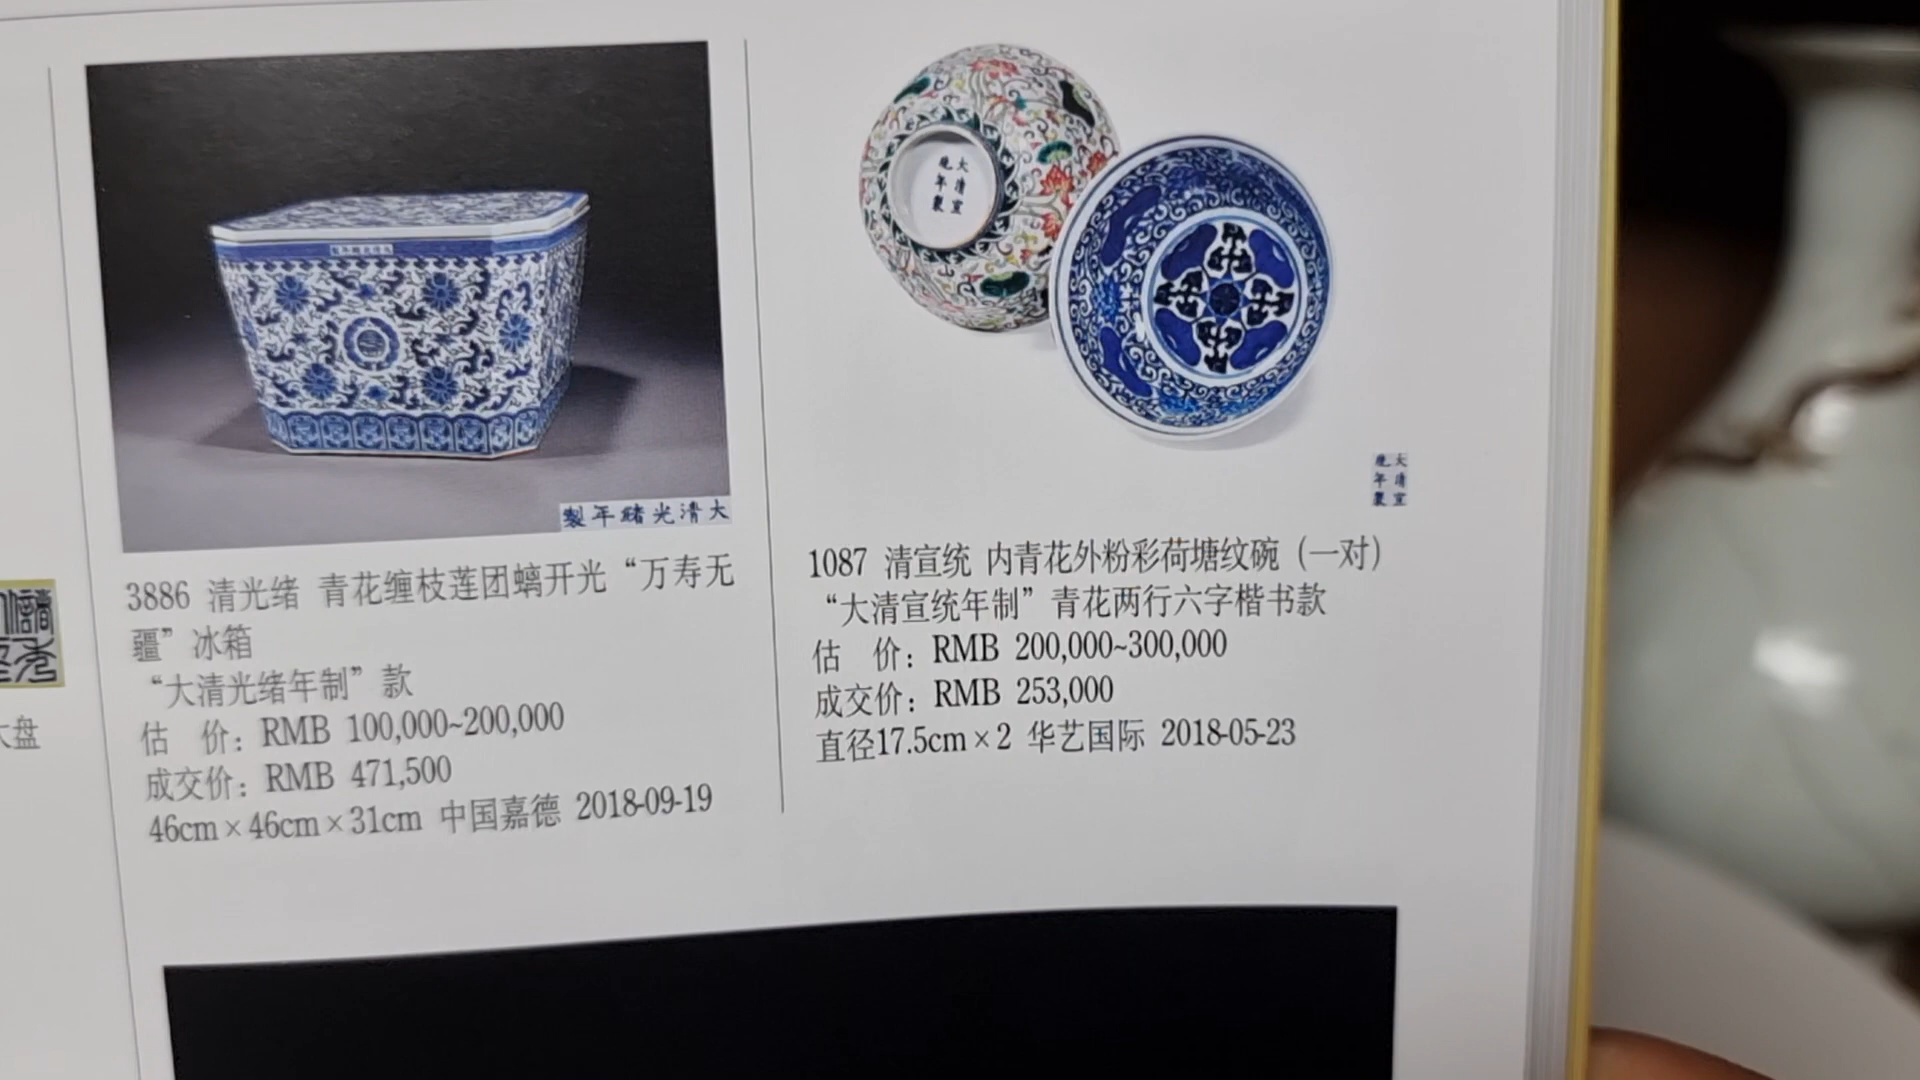 大清光緒年製
3886 清光绪 青花缠枝莲团螭开光“万寿无
疆”冰箱
“大清光绪年制”款
估 价：RMB 100,000~200,000
成交价：RMB 471,500
46cm×46cm×31cm 中国嘉德 2018-09-19
大清宣
統年製
大清宣
統年製
1087 清宣统 内青花外粉彩荷塘纹碗（一对）
“大清宣统年制”青花两行六字楷书款
估 价：RMB 200,000~300,000
成交价：RMB 253,000
直径17.5cm×2 华艺国际 2018-05-23
大盘